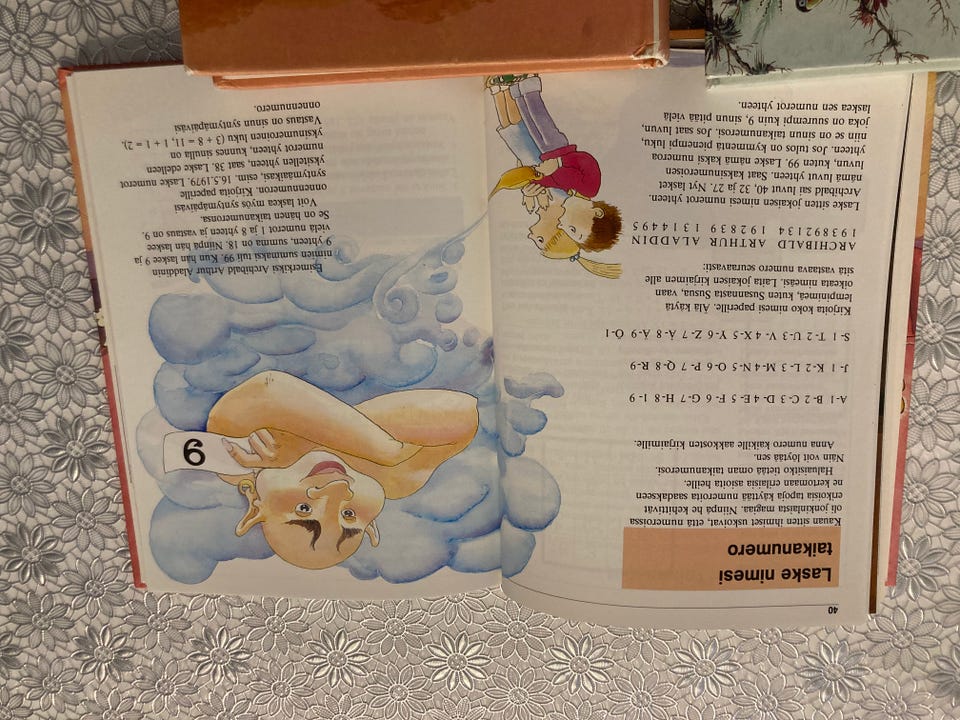 40
Laske nimesi
taikanumero
Kauan sitten ihmiset uskoivat, että numeroissa
oli jonkinlaista magiaa. Niinpä he kehittivät
erikoisia tapoja käyttää numeroita saadakseen
ne kertomaan erilaisia asioita heille.
Haluaisitko tietää oman taikanumerosi.
Näin voit löytää sen.
Anna numero kaikille aakkosten kirjaimille.
A-1 B-2 C-3 D-4 E-5 F-6 G-7 H-8 I-9
J-1 K-2 L-3 M-4 N-5 O-6 P-7 Q-8 R-9
S-1 T-2 U-3 V-4 X-5 Y-6 Z-7 Å-8 Ä-9 Ö-1
Kirjoita koko nimesi paperille. Älä käytä
lempinimeä, kuten Susannasta Susua, vaan
oikeata nimeäsi. Laita jokaisen kirjaimen alle
sitä vastaava numero seuraavasti:
ARCHIBALD ARTHUR ALADDIN
193892134 192839 1314495
Laske sitten jokaisen nimesi numerot yhteen.
Archibald sai luvut 40, 32 ja 27. Nyt lasket
nämä luvut yhteen. Saat kaksinumeroisen
luvun, kuten 99. Laske nämä kaksi numeroa
yhteen. Jos tulos on kymmentä pienempi luku,
niin se on sinun taikanumerosi. Jos saat luvun,
joka on suurempi kuin 9, sinun pitää vielä
laskea sen numerot yhteen.
Esimerkiksi Archibald Arthur Aladdinin
nimien summaksi tuli 99. Kun hän laskee 9 ja
9 yhteen, summa on 18. Niinpä hän laskee
vielä numerot 1 ja 8 yhteen ja vastaus on 9.
Se on hänen taikanumeronsa.
Voit laskea myös syntymäpäiväsi
onnennumeron. Kirjoita paperille
syntymäaikasi, esim. 16.5.1979. Laske numerot
yksitellen yhteen, saat 38. Laske edelleen
numerot yhteen, kunnes sinulla on
yksinumeroinen luku (3 + 8 = 11, 1 + 1 = 2).
Vastaus on sinun syntymäpäiväsi
onnennumero.
9